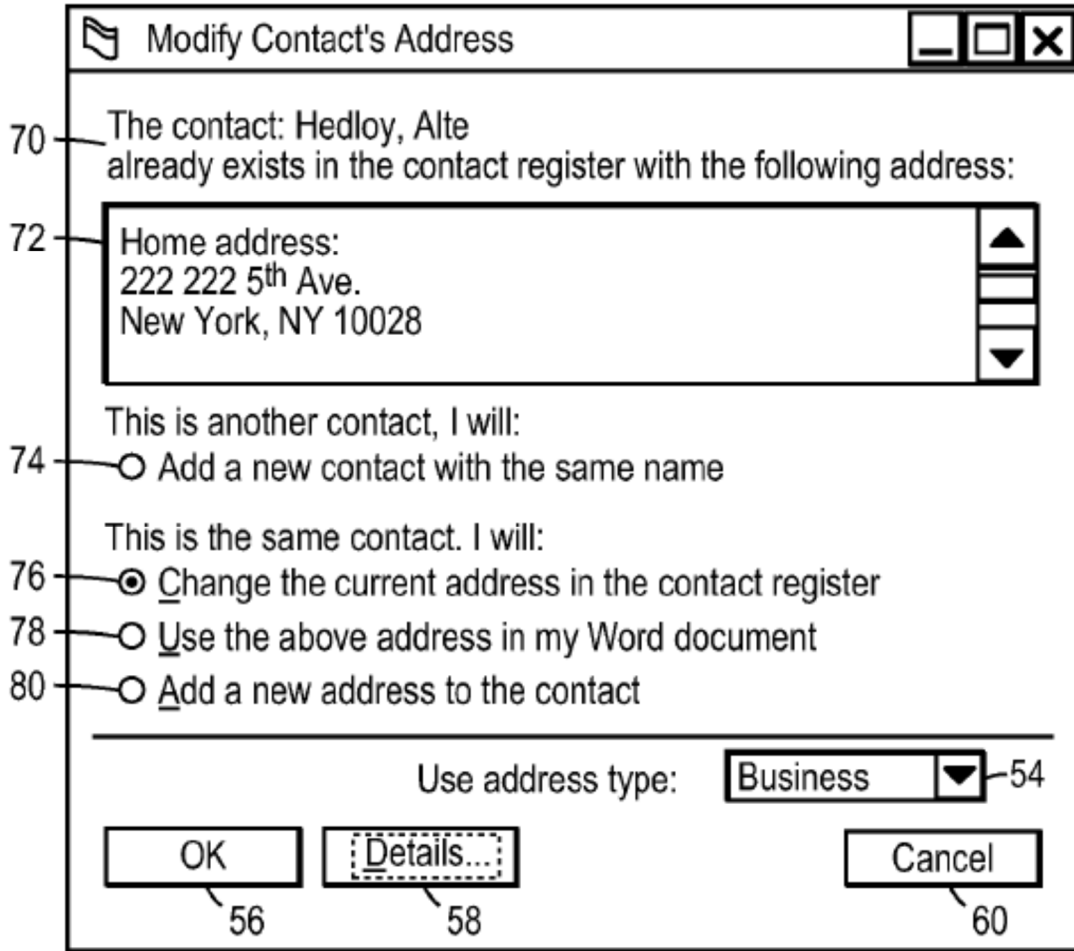 Modify Contact's Address
70
The contact: Hedloy, Alte
already exists in the contact register with the following address:
72
Home address:
222 222 5th Ave.
New York, NY 10028
This is another contact, I will:
74
Add a new contact with the same name
This is the same contact. I will:
76
Change the current address in the contact register
78
Use the above address in my Word document
80
Add a new address to the contact
Use address type:
Business
54
OK
Details...
Cancel
56
58
60